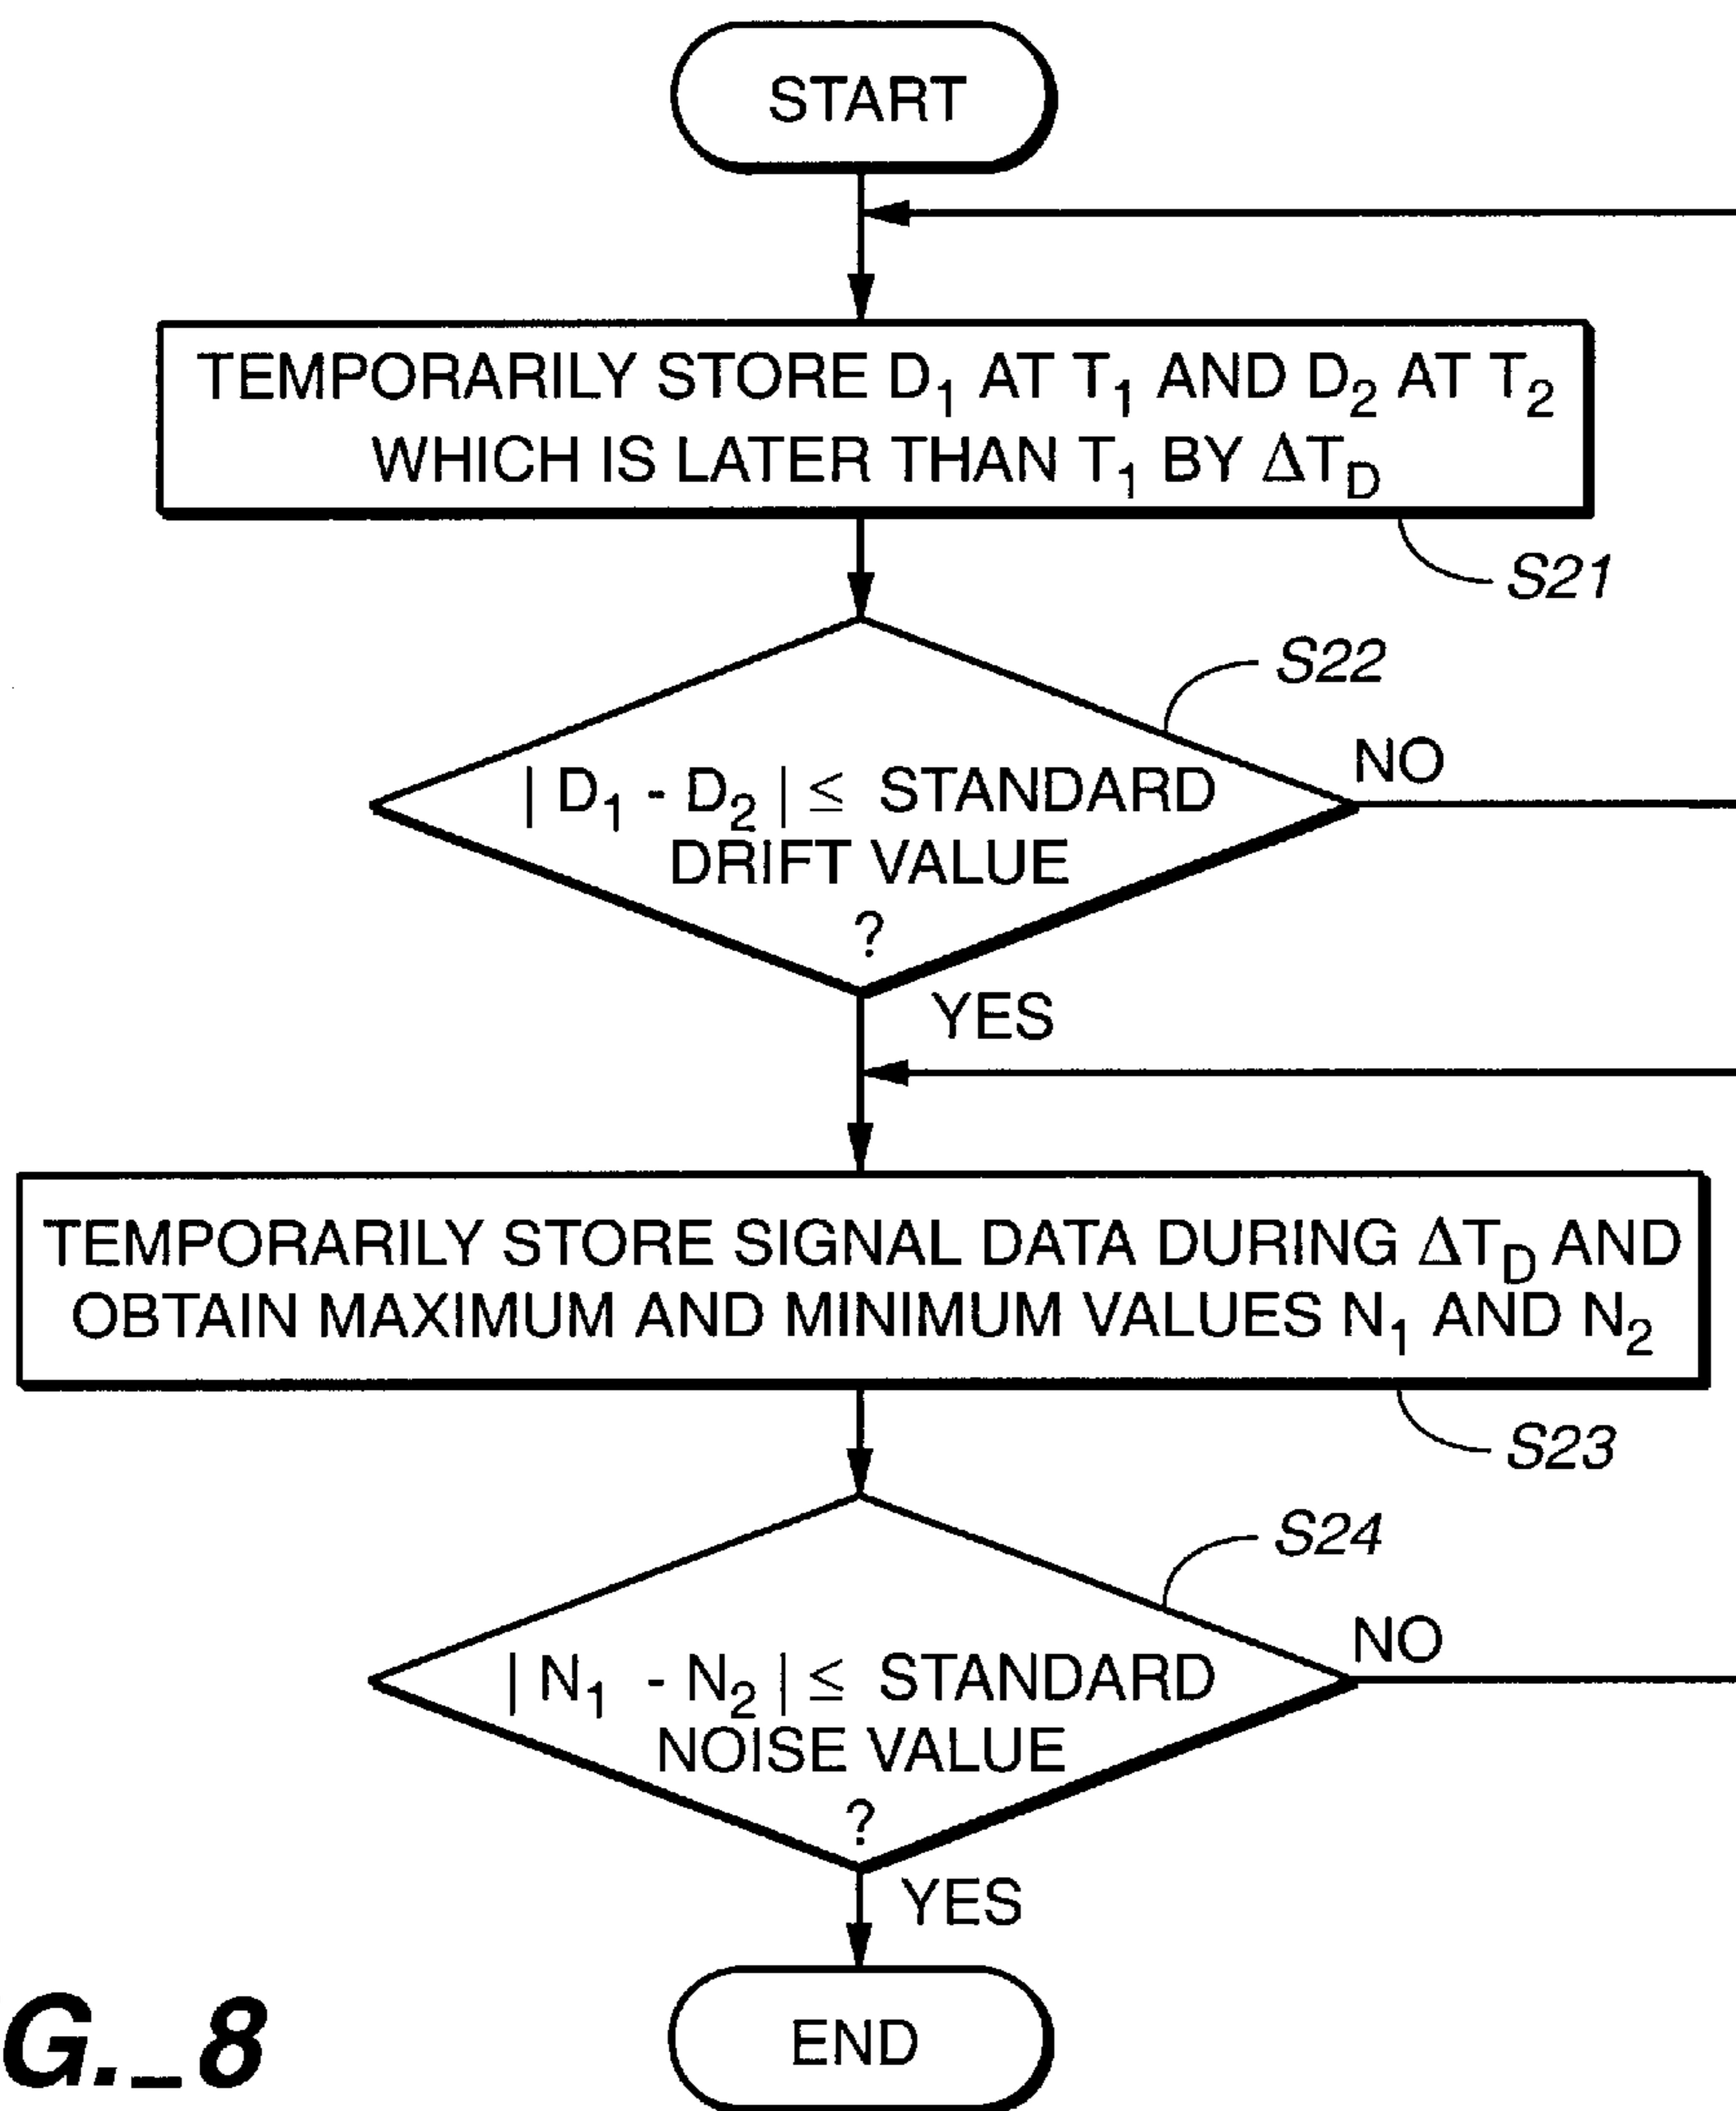 START
TEMPORARILY STORE D₁ AT T₁ AND D₂ AT T₂
WHICH IS LATER THAN T₁ BY ΔT_D
S21
S22
| D₁ - D₂ | ≤ STANDARD
DRIFT VALUE
?
NO
YES
TEMPORARILY STORE SIGNAL DATA DURING ΔT_D AND
OBTAIN MAXIMUM AND MINIMUM VALUES N₁ AND N₂
S23
S24
| N₁ - N₂ | ≤ STANDARD
NOISE VALUE
?
NO
YES
END
G._8